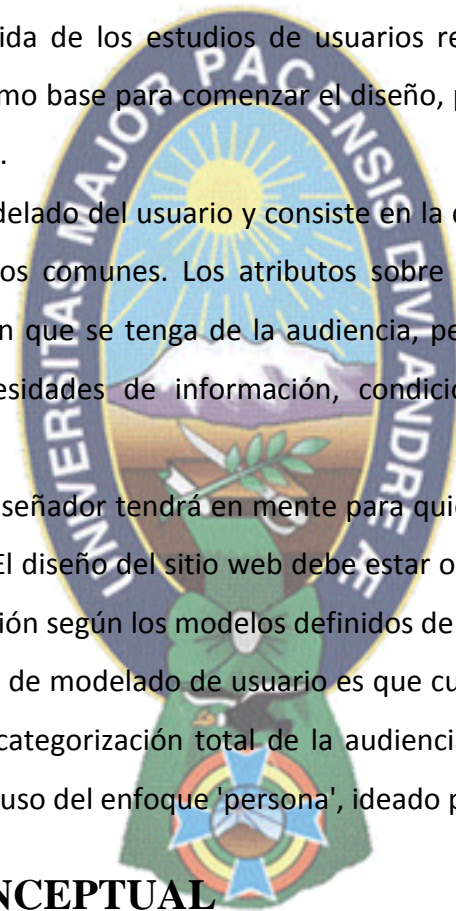 ida de los estudios de usuarios re
mo base para comenzar el diseño, p
.
delado del usuario y consiste en la
os comunes. Los atributos sobre
n que se tenga de la audiencia, pe
esidades de información, condicio
señador tendrá en mente para quie
El diseño del sitio web debe estar o
ión según los modelos definidos de
de modelado de usuario es que cu
categorización total de la audiencia
uso del enfoque 'persona', ideado p
NCEPTUAL
UNIVERSITAS MAJOR PACENSIS DIVI ANDRE Æ